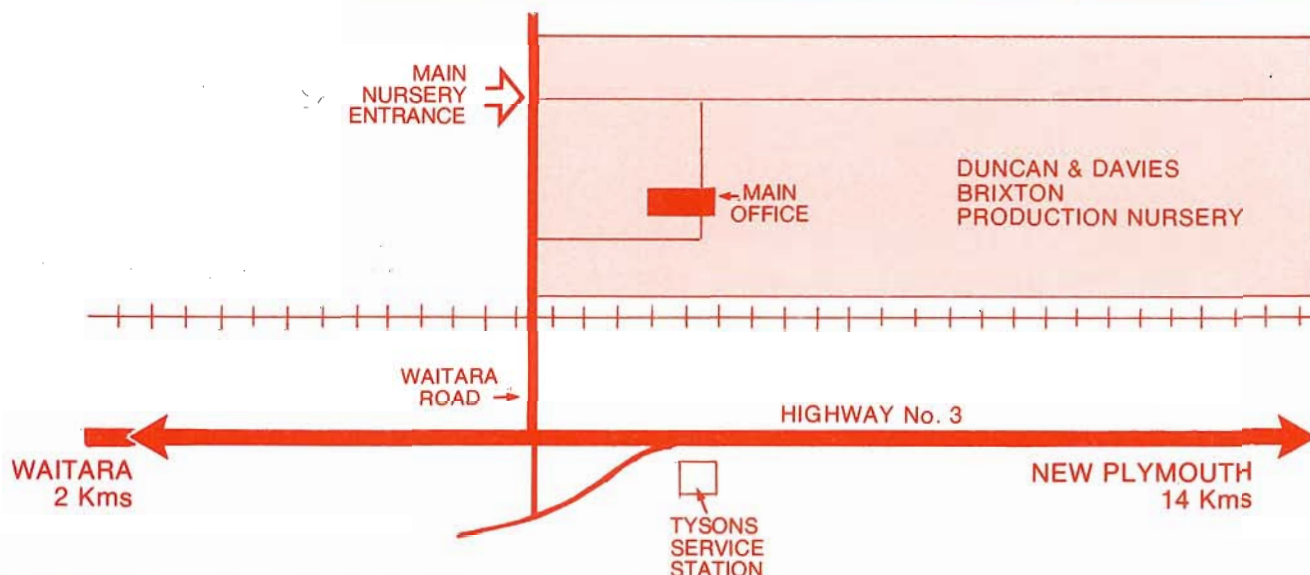 MAIN
NURSERY
ENTRANCE
DUNCAN & DAVIES
BRIXTON
PRODUCTION NURSERY
MAIN
OFFICE
WAITARA
ROAD
HIGHWAY No. 3
WAITARA
2 Kms
NEW PLYMOUTH
14 Kms
TYSONS
SERVICE
STATION